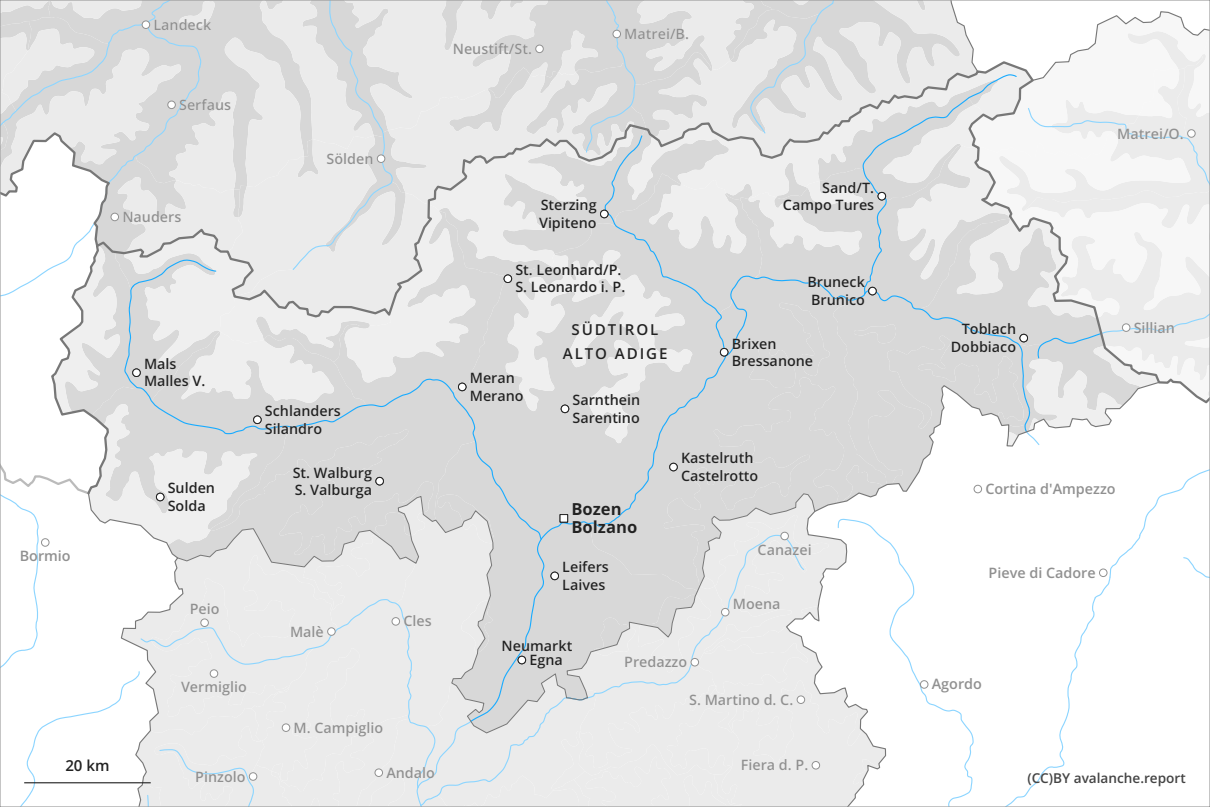 Landeck
Matrei/B.
Neustift/St.
Serfaus
Matrei/O.
Sölden
Sand/T.
Campo Tures
Nauders
Sterzing
Vipiteno
St. Leonhard/P.
S. Leonardo i. P.
Bruneck
Brunico
SÜDTIROL
ALTO ADIGE
Toblach
Dobbiaco
Sillian
Brixen
Bressanone
Mals
Malles V.
Meran
Merano
Sarnthein
Sarentino
Schlanders
Silandro
Kastelruth
Castelrotto
St. Walburg
S. Valburga
Sulden
Solda
Cortina d'Ampezzo
Bozen
Bolzano
Bormio
Canazei
Leifers
Laives
Pieve di Cadore
Peio
Malè
Cles
Moena
Neumarkt
Egna
Predazzo
Vermiglio
Agordo
S. Martino d. C.
M. Campiglio
Fiera d. P.
20 km
Pinzolo
Andalo
(CC)BY avalanche.report